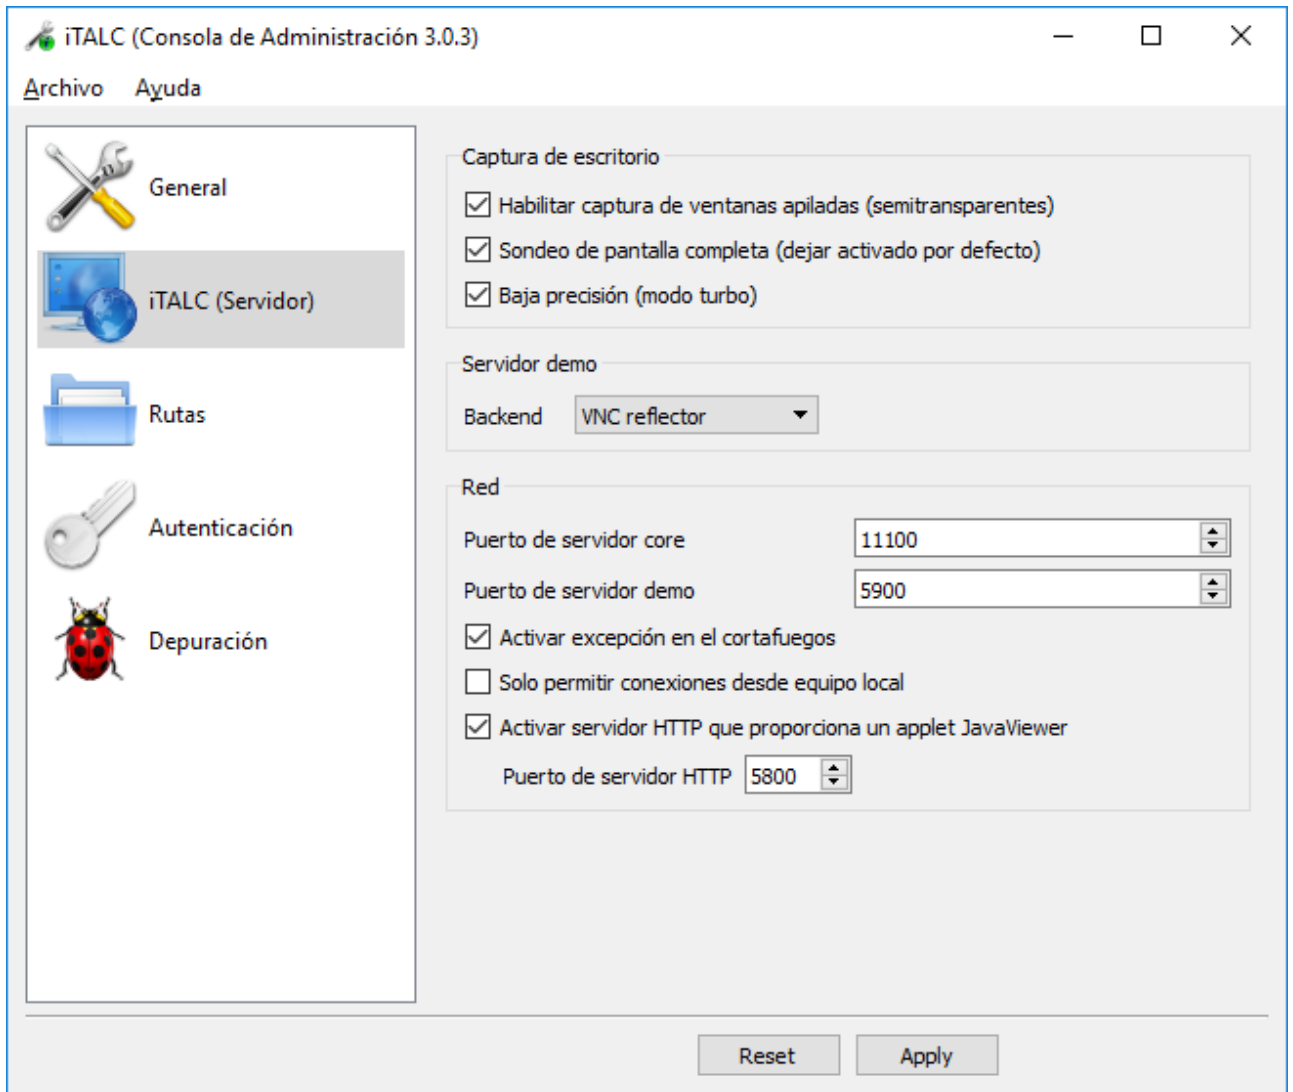 iTALC (Consola de Administración 3.0.3)
Archivo Ayuda
General
iTALC (Servidor)
Rutas
Autenticación
Depuración
Captura de escritorio
Habilitar captura de ventanas apiladas (semitransparentes)
Sondeo de pantalla completa (dejar activado por defecto)
Baja precisión (modo turbo)
Servidor demo
Backend VNC reflector
Red
Puerto de servidor core 11100
Puerto de servidor demo 5900
Activar excepción en el cortafuegos
Solo permitir conexiones desde equipo local
Activar servidor HTTP que proporciona un applet JavaViewer
Puerto de servidor HTTP 5800
Reset Apply